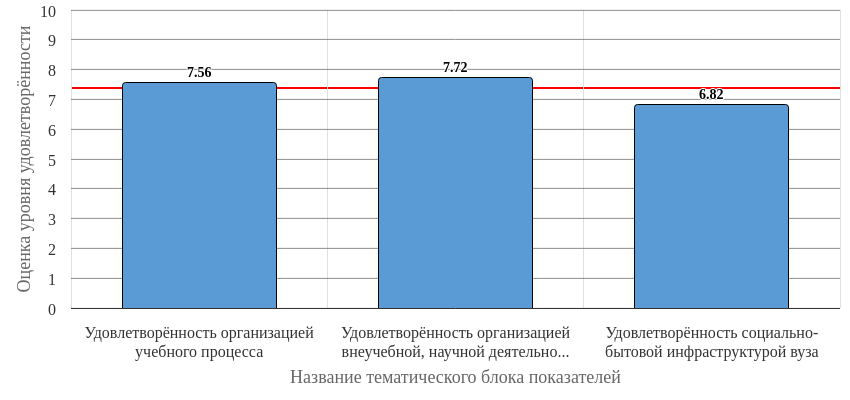 Оценка уровня удовлетворённости
10
9
8
7
6
5
4
3
2
1
0
7.56
7.72
6.82
Удовлетворённость организацией
учебного процесса
Удовлетворённость организацией
внеучебной, научной деятельно...
Удовлетворённость социально-
бытовой инфраструктурой вуза
Название тематического блока показателей